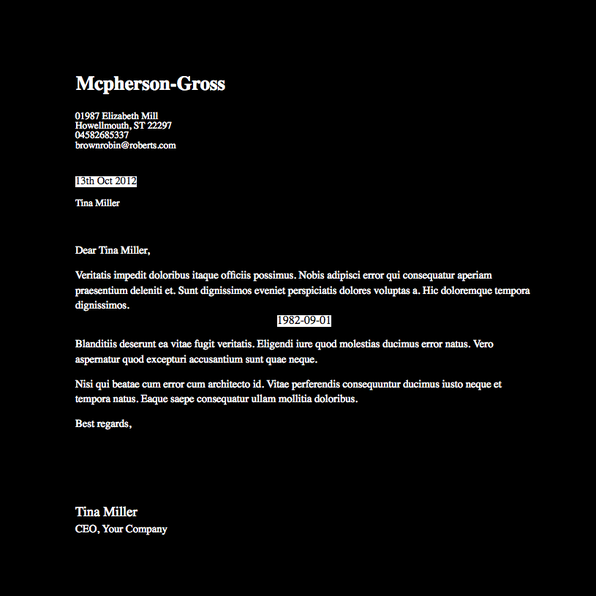 Mcpherson-Gross
01987 Elizabeth Mill
Howellmouth, ST 22297
04582685337
brownrobin@roberts.com
13th Oct 2012
Tina Miller
Dear Tina Miller,
Veritatis impedit doloribus itaque officiis possimus. Nobis adipisci error qui consequatur aperiam
praesentium deleniti et. Sunt dignissimos eveniet perspiciatis dolores voluptas a. Hic doloremque tempora
dignissimos.
1982-09-01
Blanditiis deserunt ea vitae fugit veritatis. Eligendi iure quod molestias ducimus error natus. Vero
aspernatur quod excepturi accusantium sunt quae neque.
Nisi qui beatae cum error cum architecto id. Vitae perferendis consequuntur ducimus iusto neque et
tempora natus. Eaque saepe consequatur ullam mollitia doloribus.
Best regards,
Tina Miller
CEO, Your Company